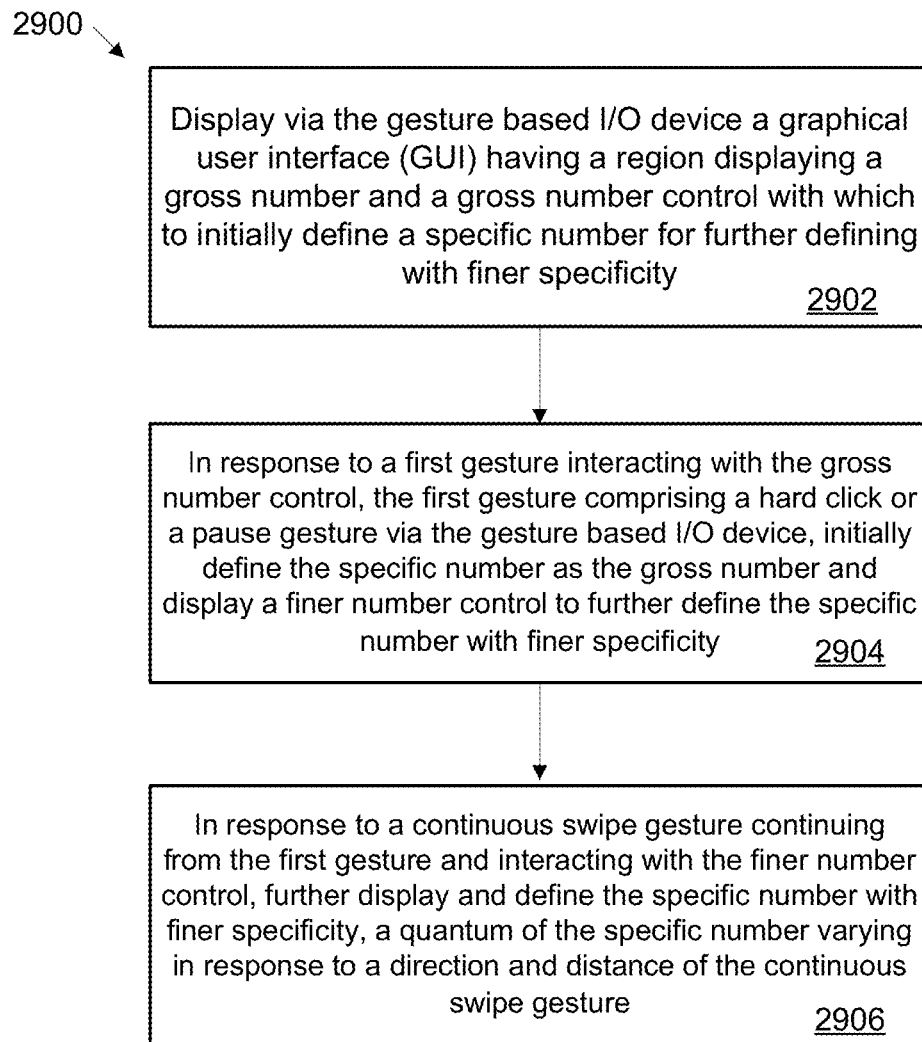 2900
Display via the gesture based I/O device a graphical
user interface (GUI) having a region displaying a
gross number and a gross number control with which
to initially define a specific number for further defining
with finer specificity
2902
In response to a first gesture interacting with the gross
number control, the first gesture comprising a hard click or
a pause gesture via the gesture based I/O device, initially
define the specific number as the gross number and
display a finer number control to further define the specific
number with finer specificity
2904
In response to a continuous swipe gesture continuing
from the first gesture and interacting with the finer number
control, further display and define the specific number with
finer specificity, a quantum of the specific number varying
in response to a direction and distance of the continuous
swipe gesture
2906